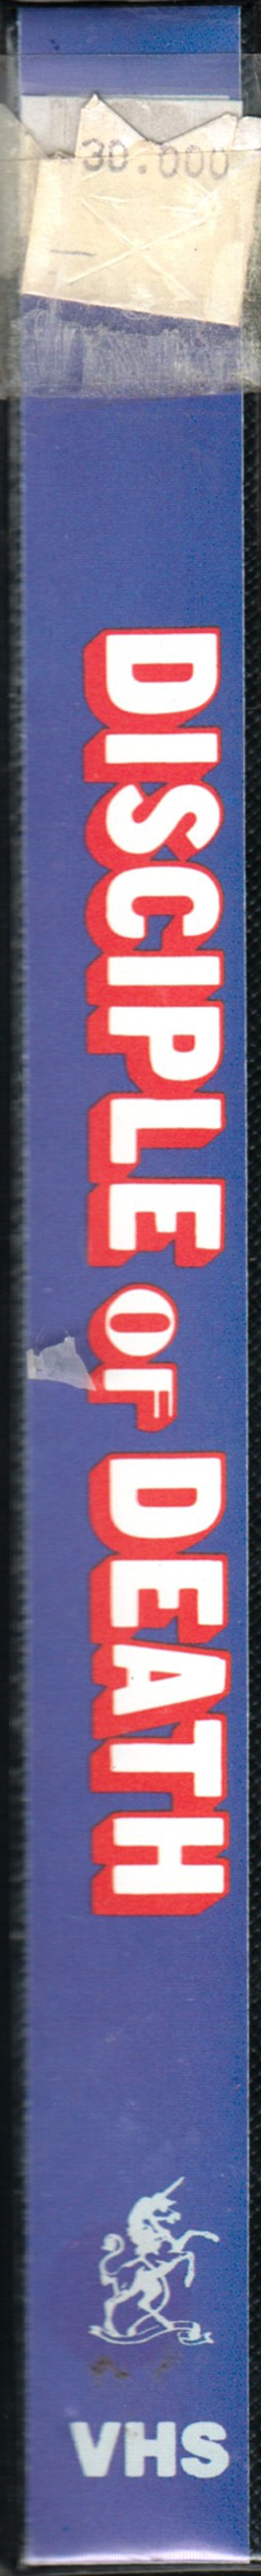 30.000
DISCIPLE OF DEATH
VHS